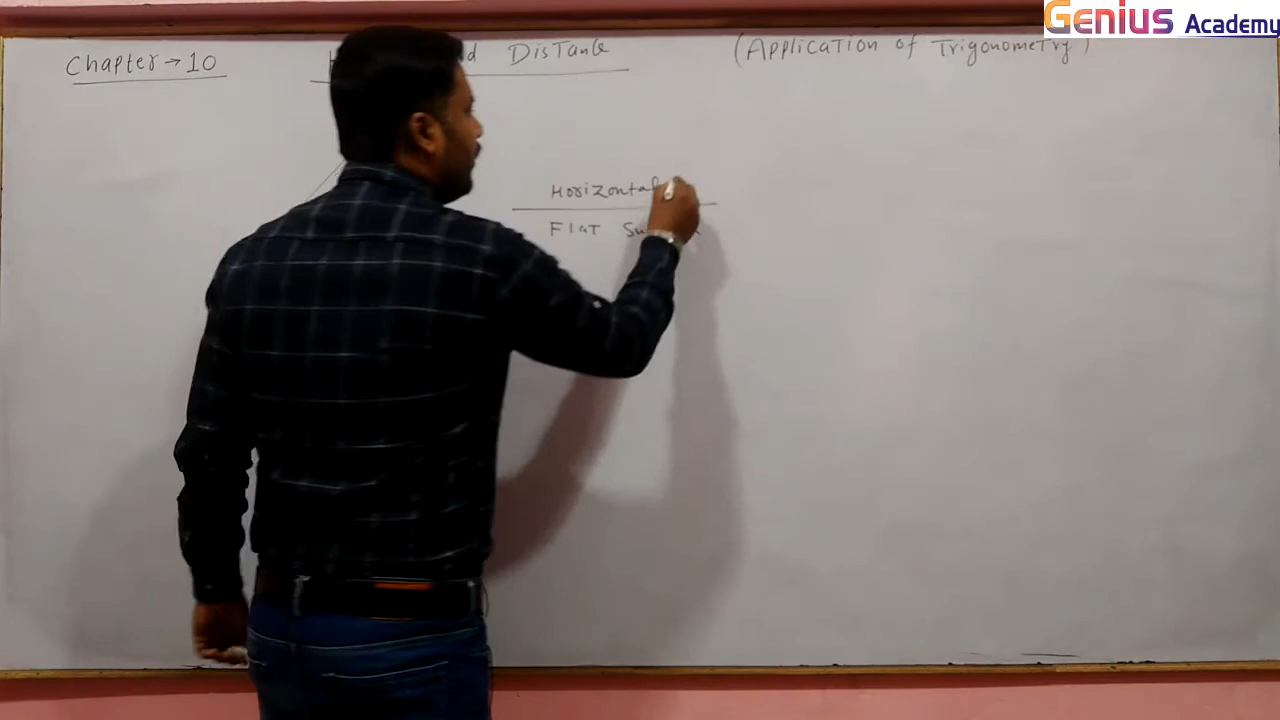 Genius Academy
Chapter → 10 DisTance (Application of Trigonometry)
Horizontal
Flat